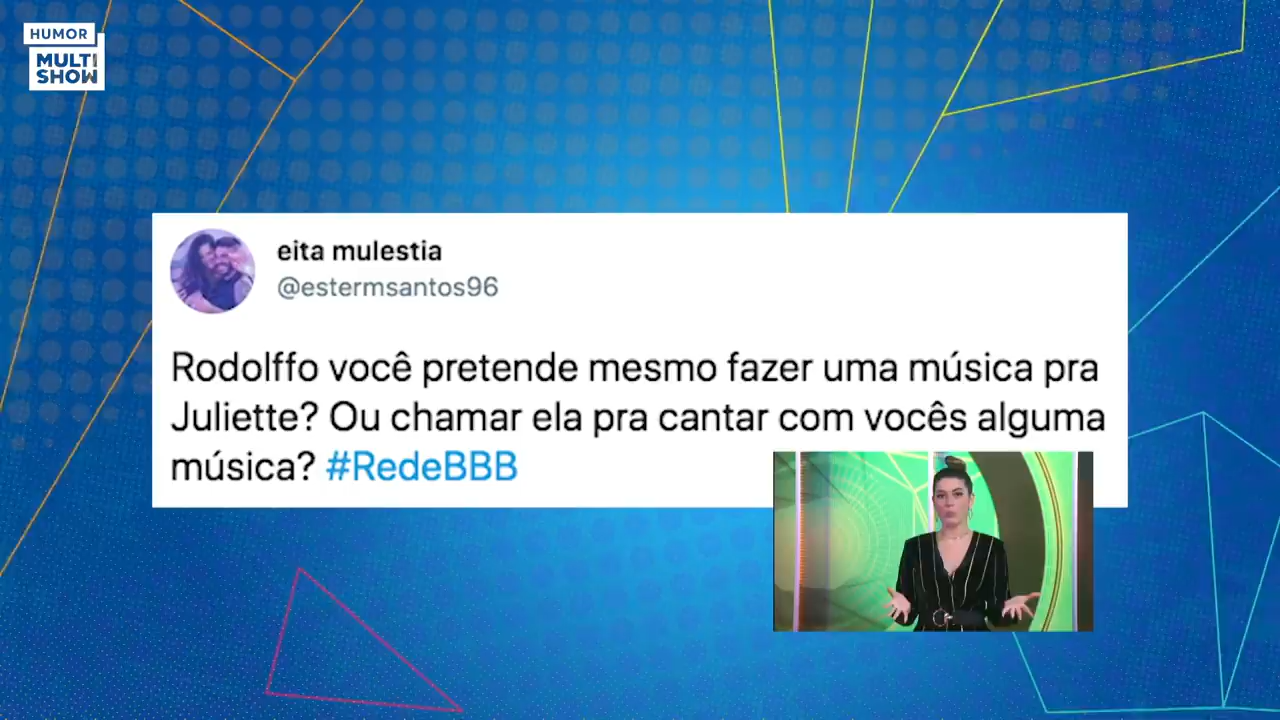 HUMOR
MULTI
SHOW
eita mulestia
@estermsantos96
Rodolffo você pretende mesmo fazer uma música pra
Juliette? Ou chamar ela pra cantar com vocês alguma
música? #RedeBBB